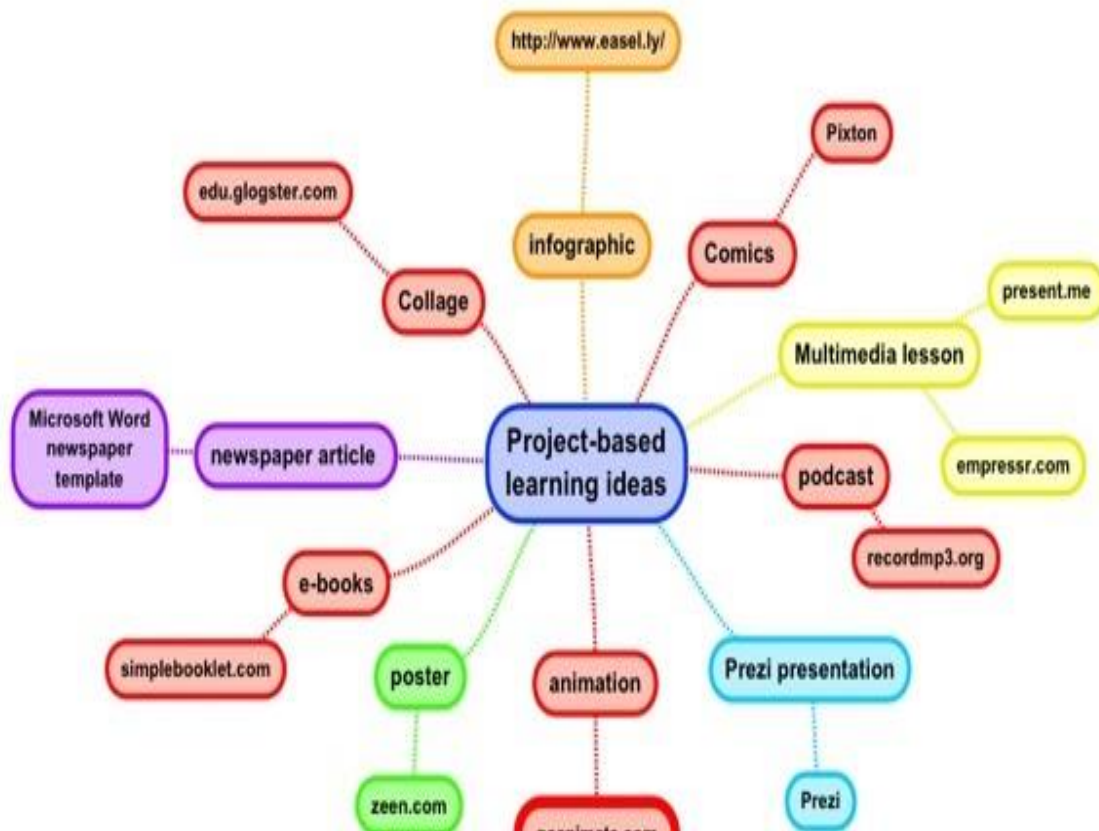 http://www.easel.ly/
Pixton
edu.glogster.com
infographic
Comics
Collage
present.me
Multimedia lesson
Microsoft Word
newspaper
template
newspaper article
Project-based
learning ideas
empressr.com
podcast
recordmp3.org
e-books
simplebooklet.com
poster
animation
Prezi presentation
zeen.com
Prezi